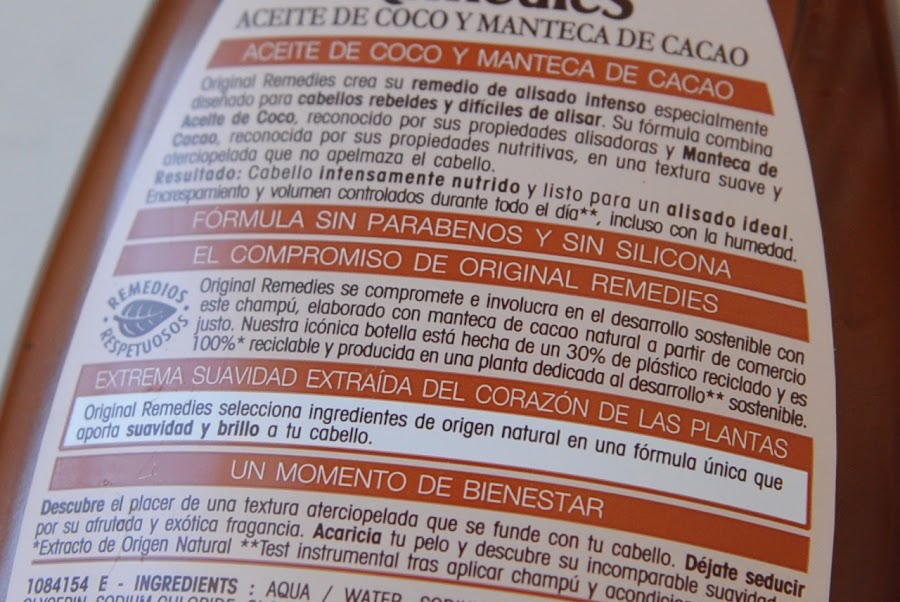 ACEITE DE COCO Y MANTECA DE CACAO
ACEITE DE COCO Y MANTECA DE CACAO
Original Remedies crea su remedio de alisado intenso especialmente
diseñado para cabellos rebeldes y difíciles de alisar. Su fórmula combina
Aceite de Coco, reconocido por sus propiedades alisadoras y Manteca de
Cacao, reconocida por sus propiedades nutritivas, en una textura suave y
aterciopelada que no apelmaza el cabello.
Resultado: Cabello intensamente nutrido y listo para un alisado ideal.
Encrespamiento y volumen controlados durante todo el día**, incluso con la humedad.
FÓRMULA SIN PARABENOS Y SIN SILICONA
EL COMPROMISO DE ORIGINAL REMEDIES
REMEDIOS RESPETUOSOS
Original Remedies se compromete e involucra en el desarrollo sostenible con
este champú, elaborado con manteca de cacao natural a partir de comercio
justo. Nuestra icónica botella está hecha de un 30% de plástico reciclado y es
100%* reciclable y producida en una planta dedicada al desarrollo** sostenible.
EXTREMA SUAVIDAD EXTRAÍDA DEL CORAZÓN DE LAS PLANTAS
Original Remedies selecciona ingredientes de origen natural en una fórmula única que
aporta suavidad y brillo a tu cabello.
UN MOMENTO DE BIENESTAR
Descubre el placer de una textura aterciopelada que se funde con tu cabello. Déjate seducir
por su afrutada y exótica fragancia. Acaricia tu pelo y descubre su incomparable suavidad.
*Extracto de Origen Natural **Test instrumental tras aplicar champú y
1084154 E - INGREDIENTS : AQUA / WATER,